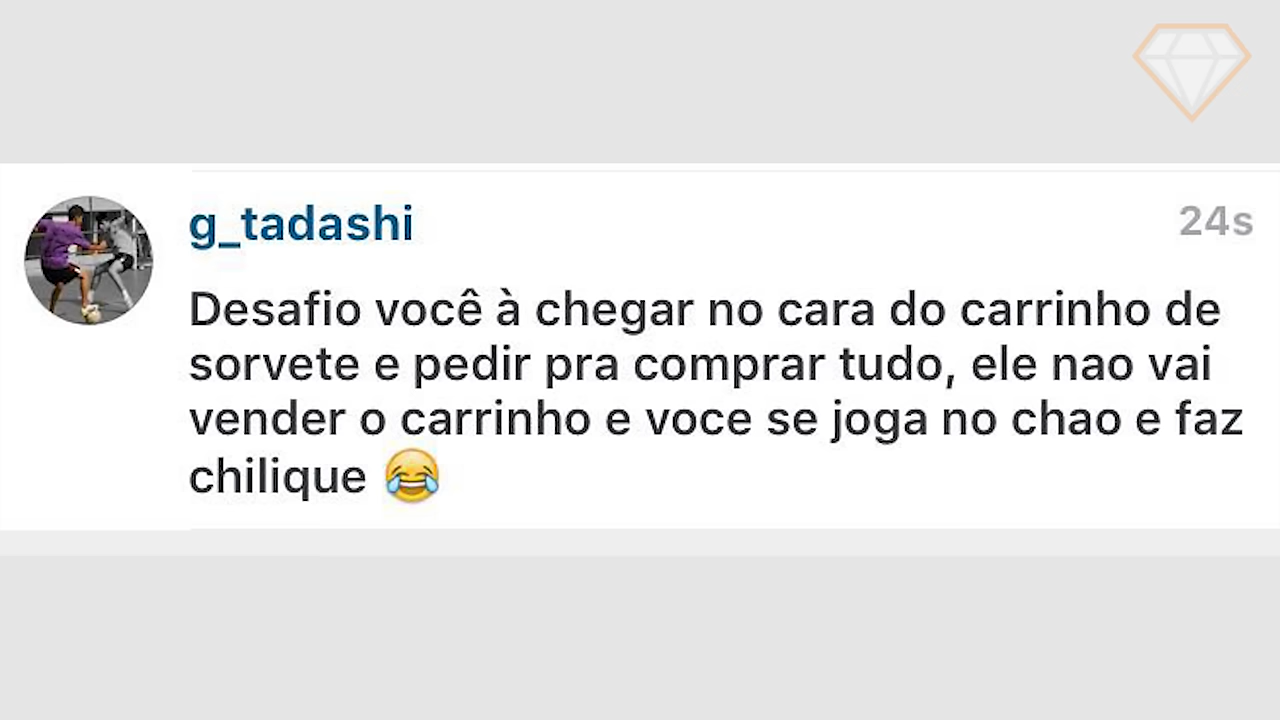 g_tadashi
24s
Desafio você à chegar no cara do carrinho de
sorvete e pedir pra comprar tudo, ele nao vai
vender o carrinho e voce se joga no chao e faz
chilique 😂